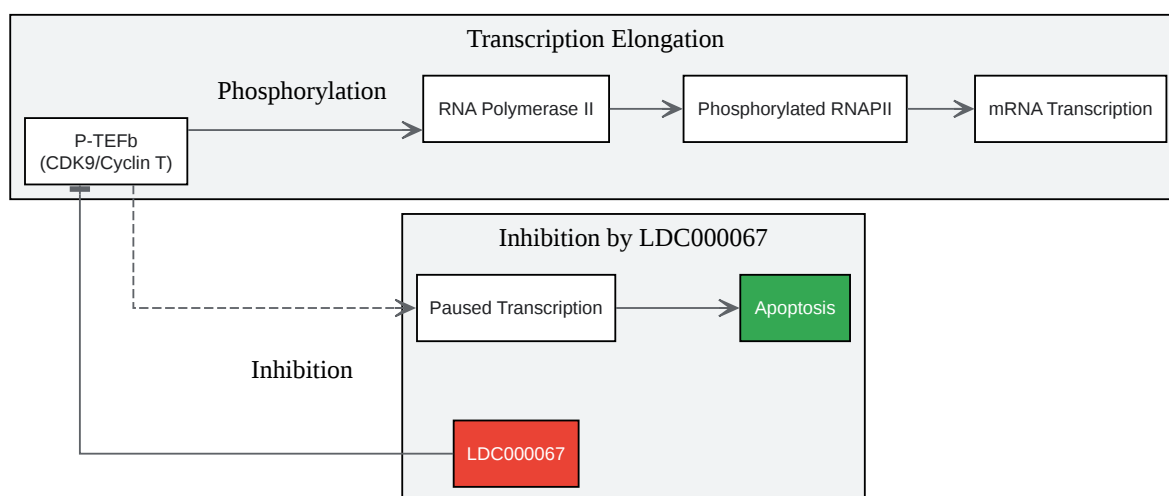 Transcription Elongation
Phosphorylation
RNA Polymerase II
Phosphorylated RNAPII
mRNA Transcription
P-TEFb
(CDK9/Cyclin T)
Inhibition by LDC000067
Paused Transcription
Apoptosis
Inhibition
LDC000067